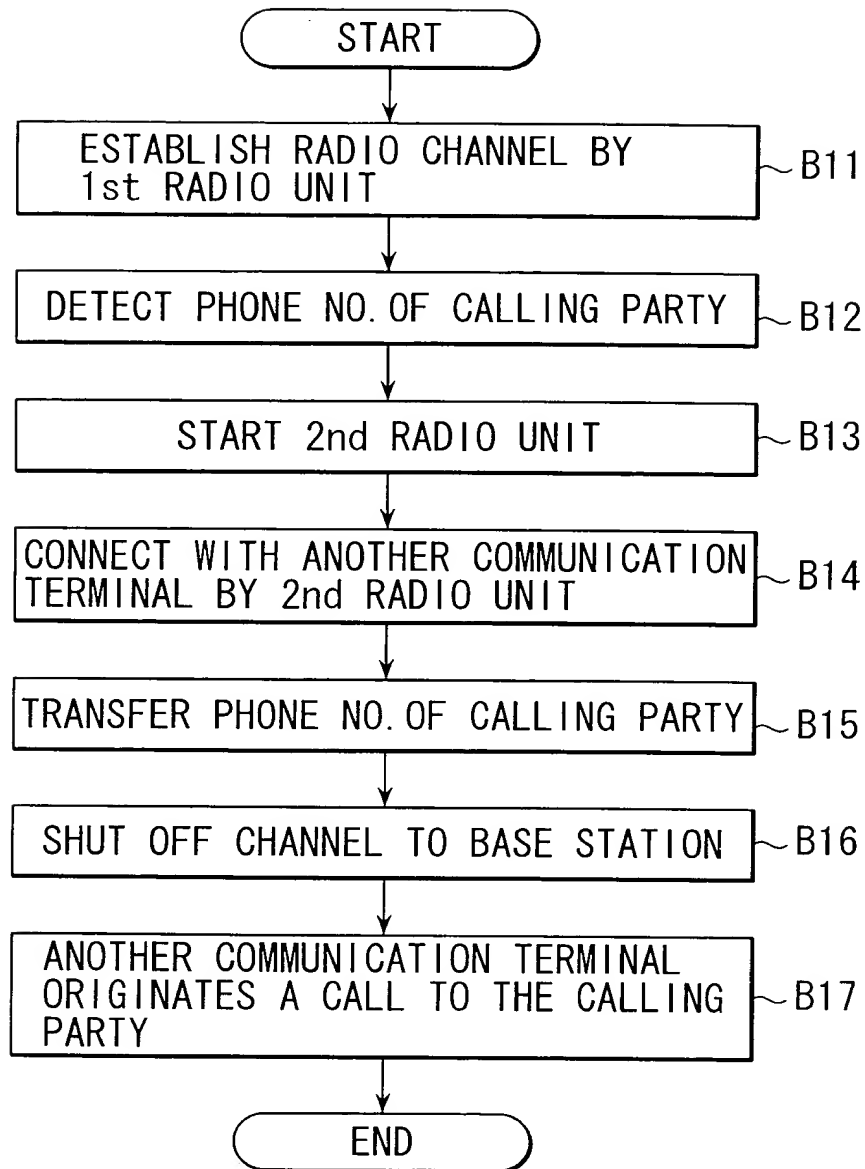 START
ESTABLISH RADIO CHANNEL BY
1st RADIO UNIT
B11
DETECT PHONE NO. OF CALLING PARTY
B12
START 2nd RADIO UNIT
B13
CONNECT WITH ANOTHER COMMUNICATION
TERMINAL BY 2nd RADIO UNIT
B14
TRANSFER PHONE NO. OF CALLING PARTY
B15
SHUT OFF CHANNEL TO BASE STATION
B16
ANOTHER COMMUNICATION TERMINAL
ORIGINATES A CALL TO THE CALLING
PARTY
B17
END